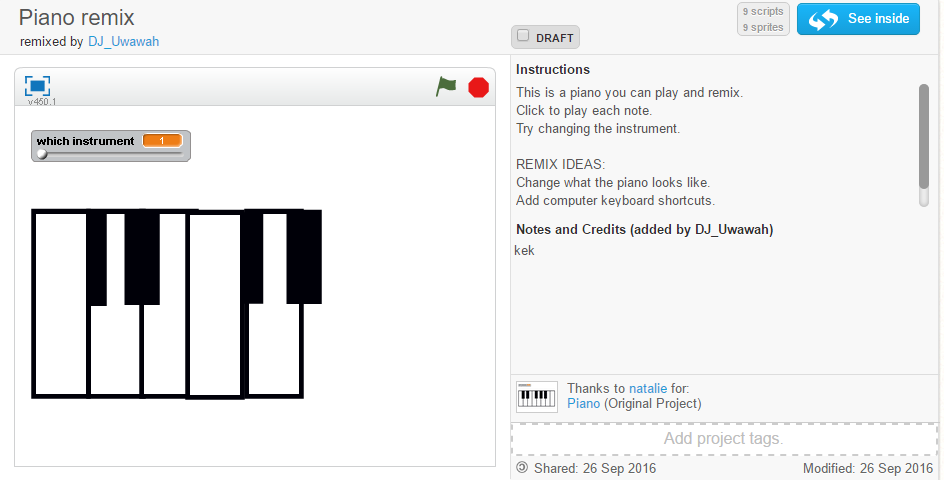 Piano remix
remixed by DJ_Uwawah
DRAFT
9 scripts
9 sprites
See inside
v450.1
which instrument 1
Instructions
This is a piano you can play and remix.
Click to play each note.
Try changing the instrument.
REMIX IDEAS:
Change what the piano looks like.
Add computer keyboard shortcuts.
Notes and Credits (added by DJ_Uwawah)
kek
Thanks to natalie for:
Piano (Original Project)
Add project tags.
Shared: 26 Sep 2016
Modified: 26 Sep 2016